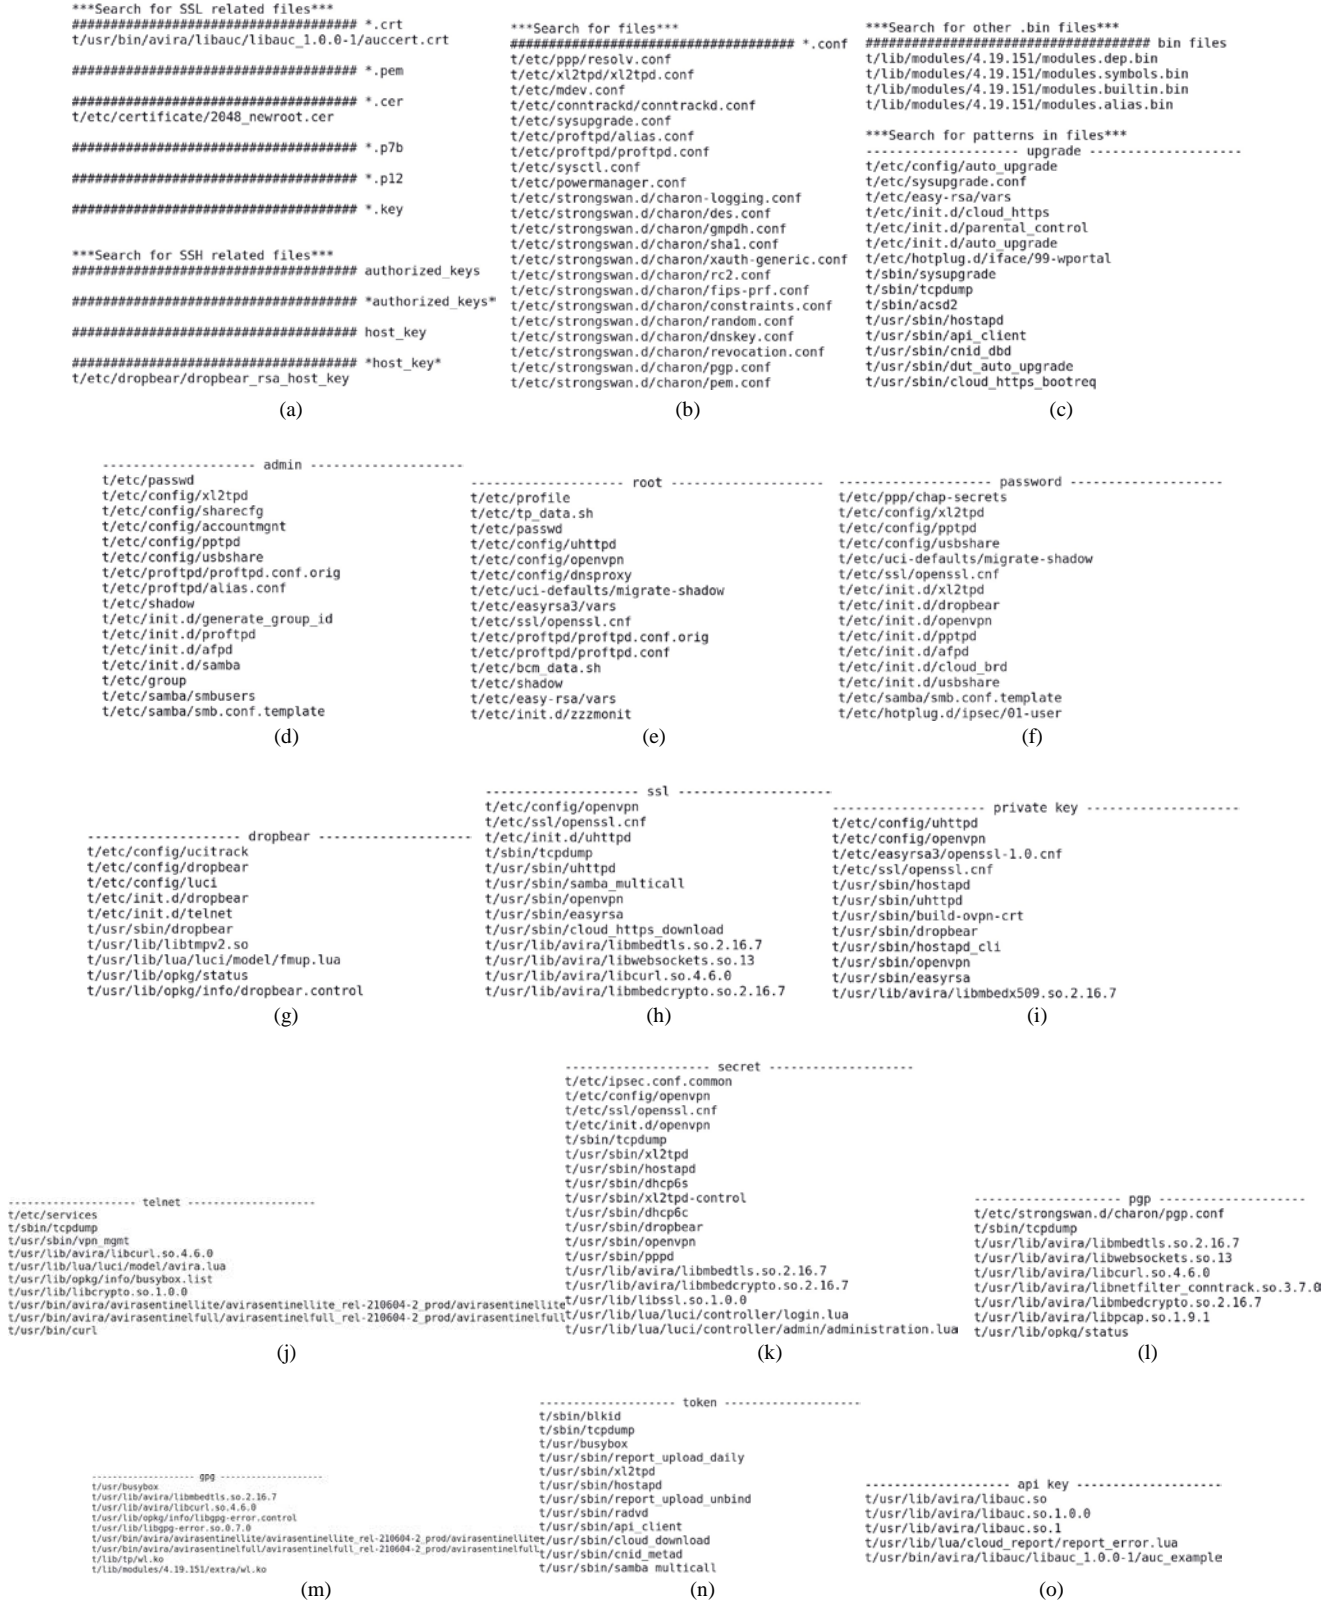 ***Search for SSL related files***
##################################### *.crt
t/usr/bin/avira/libauc/libauc_1.0.0-1/auccert.crt
##################################### *.pem
##################################### *.cer
t/etc/certificate/2048_newroot.cer
##################################### *.p7b
##################################### *.p12
##################################### *.key
***Search for SSH related files***
##################################### authorized_keys
##################################### *authorized_keys*
##################################### host_key
##################################### *host_key*
t/etc/dropbear/dropbear_rsa_host_key
(a)
***Search for files***
##################################### *.conf
t/etc/ppp/resolv.conf
t/etc/xl2tpd/xl2tpd.conf
t/etc/mdev.conf
t/etc/conntrackd/conntrackd.conf
t/etc/sysupgrade.conf
t/etc/proftpd/alias.conf
t/etc/proftpd/proftpd.conf
t/etc/sysctl.conf
t/etc/powermanager.conf
t/etc/strongswan.d/charon-logging.conf
t/etc/strongswan.d/charon/des.conf
t/etc/strongswan.d/charon/gmpdh.conf
t/etc/strongswan.d/charon/sha1.conf
t/etc/strongswan.d/charon/xauth-generic.conf
t/etc/strongswan.d/charon/rc2.conf
t/etc/strongswan.d/charon/fips-prf.conf
t/etc/strongswan.d/charon/constraints.conf
t/etc/strongswan.d/charon/random.conf
t/etc/strongswan.d/charon/dnskey.conf
t/etc/strongswan.d/charon/revocation.conf
t/etc/strongswan.d/charon/pgp.conf
t/etc/strongswan.d/charon/pem.conf
(b)
***Search for other .bin files***
##################################### bin files
t/lib/modules/4.19.151/modules.dep.bin
t/lib/modules/4.19.151/modules.symbols.bin
t/lib/modules/4.19.151/modules.builtin.bin
t/lib/modules/4.19.151/modules.alias.bin
***Search for patterns in files***
-------------------- upgrade --------------------
t/etc/config/auto_upgrade
t/etc/sysupgrade.conf
t/etc/easy-rsa/vars
t/etc/init.d/cloud_https
t/etc/init.d/parental_control
t/etc/init.d/auto_upgrade
t/etc/hotplug.d/iface/99-wportal
t/sbin/sysupgrade
t/sbin/tcpdump
t/sbin/acsd2
t/usr/sbin/hostapd
t/usr/sbin/api_client
t/usr/sbin/cnid_dbd
t/usr/sbin/dut_auto_upgrade
t/usr/sbin/cloud_https_bootreq
(c)
-------------------- admin --------------------
t/etc/passwd
t/etc/config/xl2tpd
t/etc/config/sharecfg
t/etc/config/accountmgnt
t/etc/config/pptpd
t/etc/config/usbshare
t/etc/proftpd/proftpd.conf.orig
t/etc/proftpd/alias.conf
t/etc/shadow
t/etc/init.d/generate_group_id
t/etc/init.d/proftpd
t/etc/init.d/afpd
t/etc/init.d/samba
t/etc/group
t/etc/samba/smbusers
t/etc/samba/smb.conf.template
(d)
-------------------- root --------------------
t/etc/profile
t/etc/tp_data.sh
t/etc/passwd
t/etc/config/uhttpd
t/etc/config/openvpn
t/etc/config/dnsproxy
t/etc/uci-defaults/migrate-shadow
t/etc/easyrsa3/vars
t/etc/ssl/openssl.cnf
t/etc/proftpd/proftpd.conf.orig
t/etc/proftpd/proftpd.conf
t/etc/bcm_data.sh
t/etc/shadow
t/etc/easy-rsa/vars
t/etc/init.d/zzzmonit
(e)
-------------------- password --------------------
t/etc/ppp/chap-secrets
t/etc/config/xl2tpd
t/etc/config/pptpd
t/etc/config/usbshare
t/etc/uci-defaults/migrate-shadow
t/etc/ssl/openssl.cnf
t/etc/init.d/xl2tpd
t/etc/init.d/dropbear
t/etc/init.d/openvpn
t/etc/init.d/pptpd
t/etc/init.d/afpd
t/etc/init.d/cloud_brd
t/etc/init.d/usbshare
t/etc/samba/smb.conf.template
t/etc/hotplug.d/ipsec/01-user
(f)
-------------------- dropbear --------------------
t/etc/config/ucitrack
t/etc/config/dropbear
t/etc/config/luci
t/etc/init.d/dropbear
t/etc/init.d/telnet
t/usr/sbin/dropbear
t/usr/lib/libtmpv2.so
t/usr/lib/lua/luci/model/fmup.lua
t/usr/lib/opkg/status
t/usr/lib/opkg/info/dropbear.control
(g)
-------------------- ssl --------------------
t/etc/config/openvpn
t/etc/ssl/openssl.cnf
t/etc/init.d/uhttpd
t/sbin/tcpdump
t/usr/sbin/uhttpd
t/usr/sbin/samba_multicall
t/usr/sbin/openvpn
t/usr/sbin/easyrsa
t/usr/sbin/cloud_https_download
t/usr/lib/avira/libmbedtls.so.2.16.7
t/usr/lib/avira/libwebsockets.so.13
t/usr/lib/avira/libcurl.so.4.6.0
t/usr/lib/avira/libmbedcrypto.so.2.16.7
(h)
-------------------- private key --------------------
t/etc/config/uhttpd
t/etc/config/openvpn
t/etc/easyrsa3/openssl-1.0.cnf
t/etc/ssl/openssl.cnf
t/usr/sbin/hostapd
t/usr/sbin/uhttpd
t/usr/sbin/build-ovpn-crt
t/usr/sbin/dropbear
t/usr/sbin/hostapd_cli
t/usr/sbin/openvpn
t/usr/sbin/easyrsa
t/usr/lib/avira/libmbedx509.so.2.16.7
(i)
-------------------- telnet --------------------
t/etc/services
t/sbin/tcpdump
t/usr/sbin/vpn_mgmt
t/usr/lib/avira/libcurl.so.4.6.0
t/usr/lib/lua/luci/model/avira.lua
t/usr/lib/opkg/info/busybox.list
t/usr/lib/libcrypto.so.1.0.0
t/usr/bin/avira/avirasentinellite/avirasentinellite_rel-210604-2_prod/avirasentinellite
t/usr/bin/avira/avirasentinelfull/avirasentinelfull_rel-210604-2_prod/avirasentinelfull
t/usr/bin/curl
(j)
-------------------- secret --------------------
t/etc/ipsec.conf.common
t/etc/config/openvpn
t/etc/ssl/openssl.cnf
t/etc/init.d/openvpn
t/sbin/tcpdump
t/usr/sbin/xl2tpd
t/usr/sbin/hostapd
t/usr/sbin/dhcp6s
t/usr/sbin/xl2tpd-control
t/usr/sbin/dhcp6c
t/usr/sbin/dropbear
t/usr/sbin/openvpn
t/usr/sbin/pppd
t/usr/lib/avira/libmbedtls.so.2.16.7
t/usr/lib/avira/libmbedcrypto.so.2.16.7
t/usr/lib/libssl.so.1.0.0
t/usr/lib/lua/luci/controller/login.lua
t/usr/lib/lua/luci/controller/admin/administration.lua
(k)
-------------------- pgp --------------------
t/etc/strongswan.d/charon/pgp.conf
t/sbin/tcpdump
t/usr/lib/avira/libmbedtls.so.2.16.7
t/usr/lib/avira/libwebsockets.so.13
t/usr/lib/avira/libcurl.so.4.6.0
t/usr/lib/avira/libnetfilter_conntrack.so.3.7.0
t/usr/lib/avira/libmbedcrypto.so.2.16.7
t/usr/lib/avira/libpcap.so.1.9.1
t/usr/lib/opkg/status
(l)
-------------------- gpg --------------------
t/usr/busybox
t/usr/lib/avira/libmbedtls.so.2.16.7
t/usr/lib/avira/libcurl.so.4.6.0
t/usr/lib/opkg/info/libgpg-error.control
t/usr/lib/libgpg-error.so.0.7.0
t/usr/bin/avira/avirasentinellite/avirasentinellite_rel-210604-2_prod/avirasentinellite
t/usr/bin/avira/avirasentinelfull/avirasentinelfull_rel-210604-2_prod/avirasentinelfull
t/lib/tp/wl.ko
t/lib/modules/4.19.151/extra/wl.ko
(m)
-------------------- token --------------------
t/sbin/blkid
t/sbin/tcpdump
t/usr/busybox
t/usr/sbin/report_upload_daily
t/usr/sbin/xl2tpd
t/usr/sbin/hostapd
t/usr/sbin/report_upload_unbind
t/usr/sbin/radvd
t/usr/sbin/api_client
t/usr/sbin/cloud_download
t/usr/sbin/cnid_metad
t/usr/sbin/samba_multicall
(n)
-------------------- api key --------------------
t/usr/lib/avira/libauc.so
t/usr/lib/avira/libauc.so.1.0.0
t/usr/lib/avira/libauc.so.1
t/usr/lib/lua/cloud_report/report_error.lua
t/usr/bin/avira/libauc/libauc_1.0.0-1/auc_example
(o)